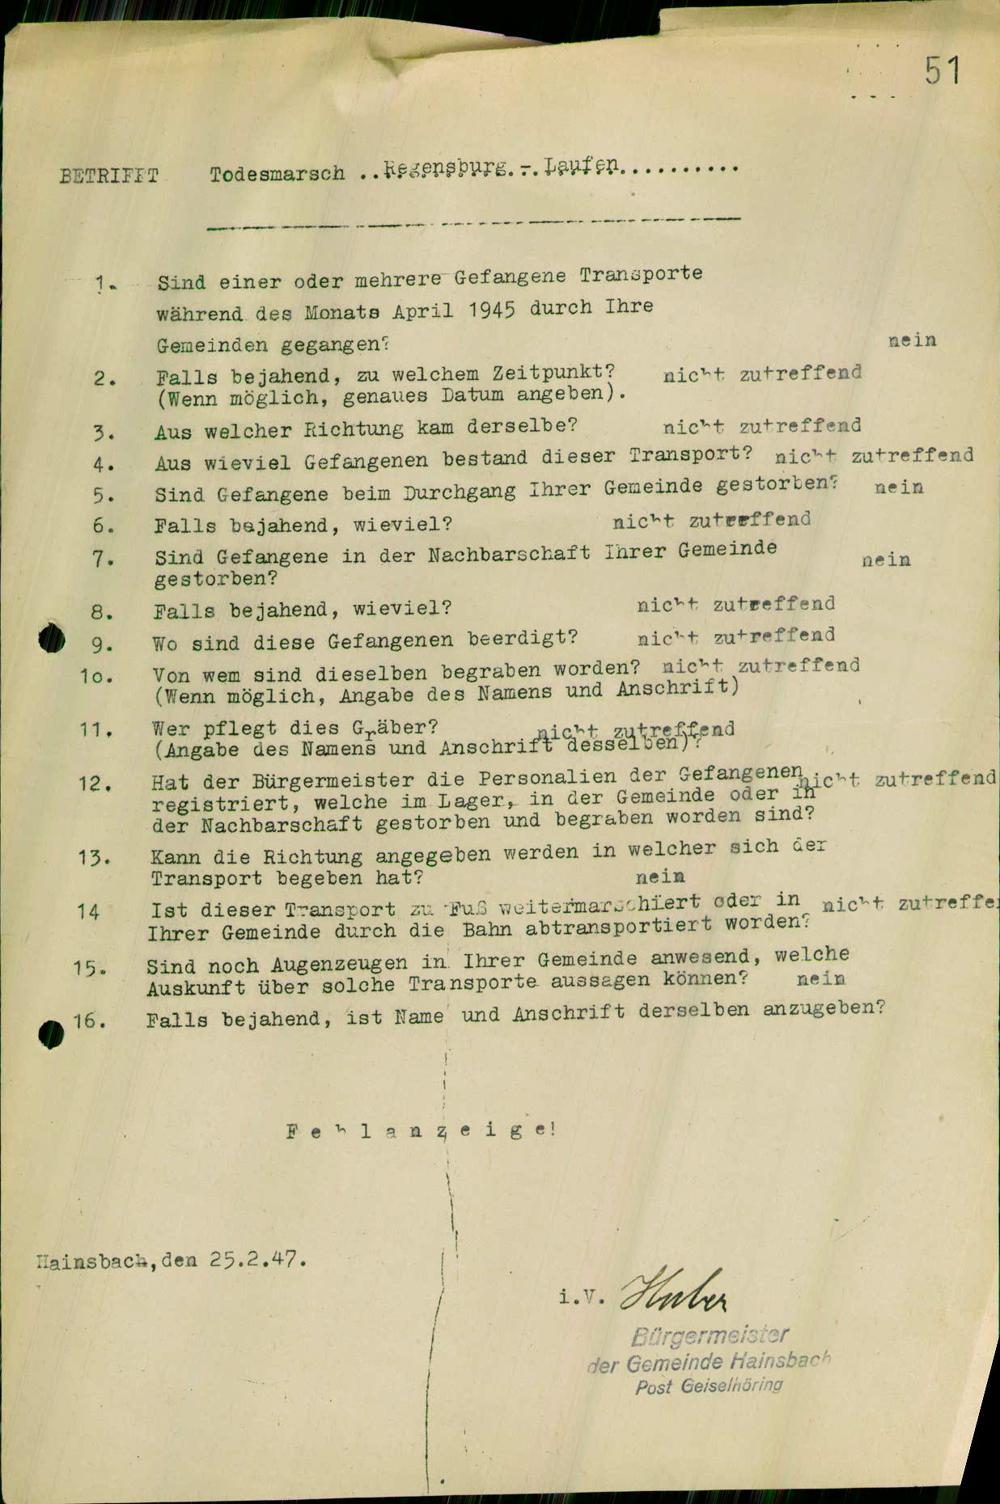 51
BETRIFFT Todesmarsch ..Regensburg.-.Laufen..........
1. Sind einer oder mehrere Gefangene Transporte
während des Monats April 1945 durch Ihre
Gemeinden gegangen? nein
2. Falls bejahend, zu welchem Zeitpunkt? nicht zutreffend
(Wenn möglich, genaues Datum angeben).
3. Aus welcher Richtung kam derselbe? nicht zutreffend
4. Aus wieviel Gefangenen bestand dieser Transport? nicht zutreffend
5. Sind Gefangene beim Durchgang Ihrer Gemeinde gestorben? nein
6. Falls bejahend, wieviel? nicht zutreffend
7. Sind Gefangene in der Nachbarschaft Ihrer Gemeinde nein
gestorben?
8. Falls bejahend, wieviel? nicht zutreffend
9. Wo sind diese Gefangenen beerdigt? nicht zutreffend
1o. Von wem sind dieselben begraben worden? nicht zutreffend
(Wenn möglich, Angabe des Namens und Anschrift)
11. Wer pflegt dies Gräber? nicht zutreffend
(Angabe des Namens und Anschrift desselben)?
12. Hat der Bürgermeister die Personalien der Gefangenen nicht zutreffend
registriert, welche im Lager, in der Gemeinde oder in
der Nachbarschaft gestorben und begraben worden sind?
13. Kann die Richtung angegeben werden in welcher sich der
Transport begeben hat? nein
14 Ist dieser Transport zu Fuß weitermarschiert oder in nicht zutreffe
Ihrer Gemeinde durch die Bahn abtransportiert worden?
15. Sind noch Augenzeugen in Ihrer Gemeinde anwesend, welche
Auskunft über solche Transporte aussagen können? nein
16. Falls bejahend, ist Name und Anschrift derselben anzugeben?
F e h l a n z e i g e!
Hainsbach, den 25.2.47.
i.V. Huber
Bürgermeister
der Gemeinde Hainsbach
Post Geiselhöring